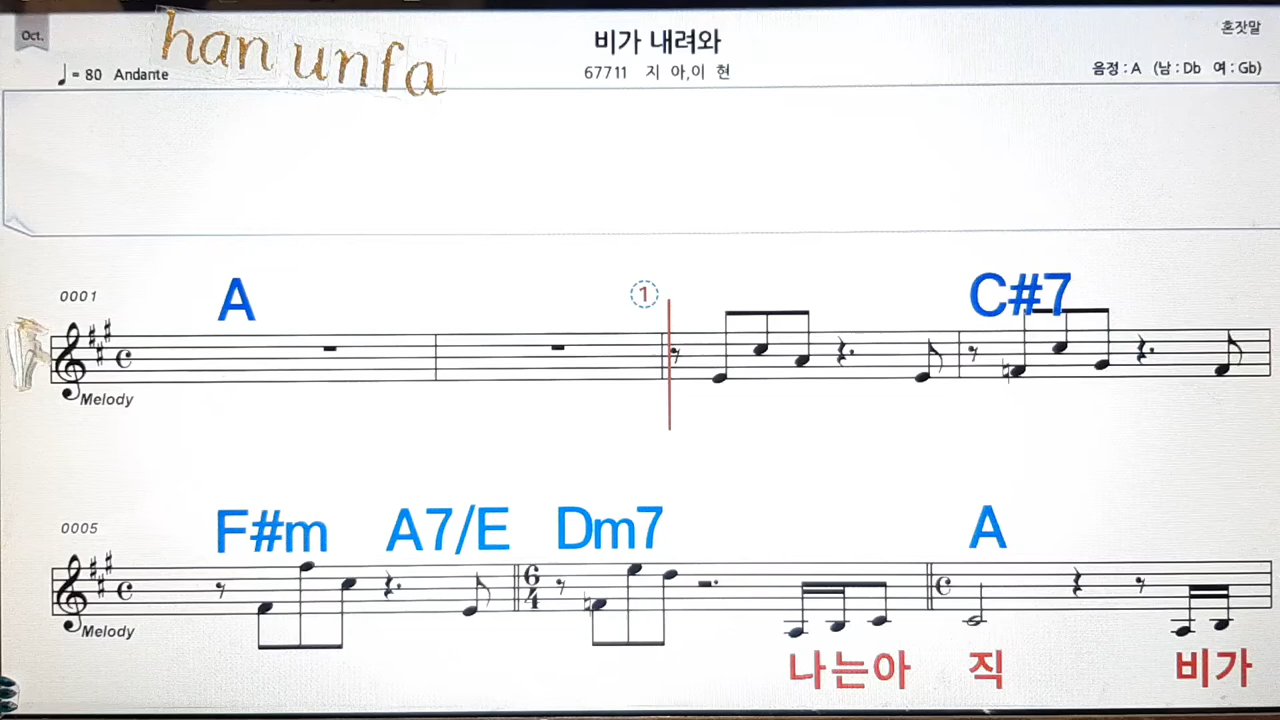 Oct.
han unfa
비가 내려와
혼잣말
♩= 80 Andante
67711 지 아,이 현
음정 : A (남 : Db 여 : Gb)
0001
A
1
C#7
Melody
0005
F#m A7/E Dm7 A
6
4
Melody
나는아 직 비가